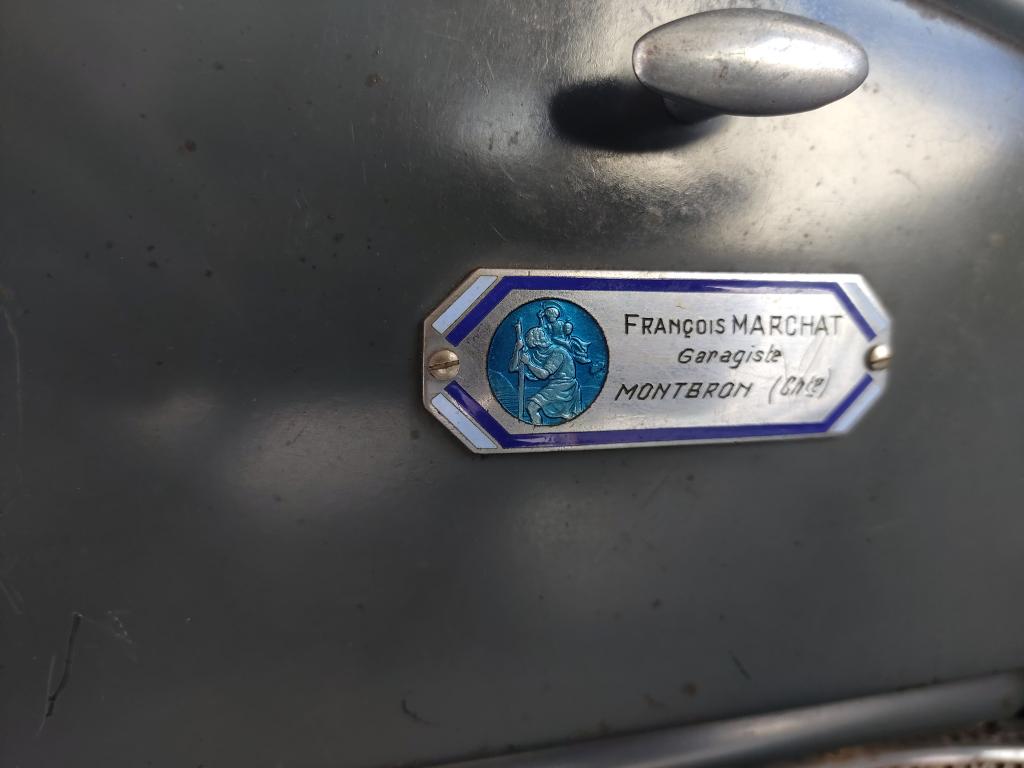 FRANÇOIS MARCHAT
Garagiste
MONTBRON (Chte)